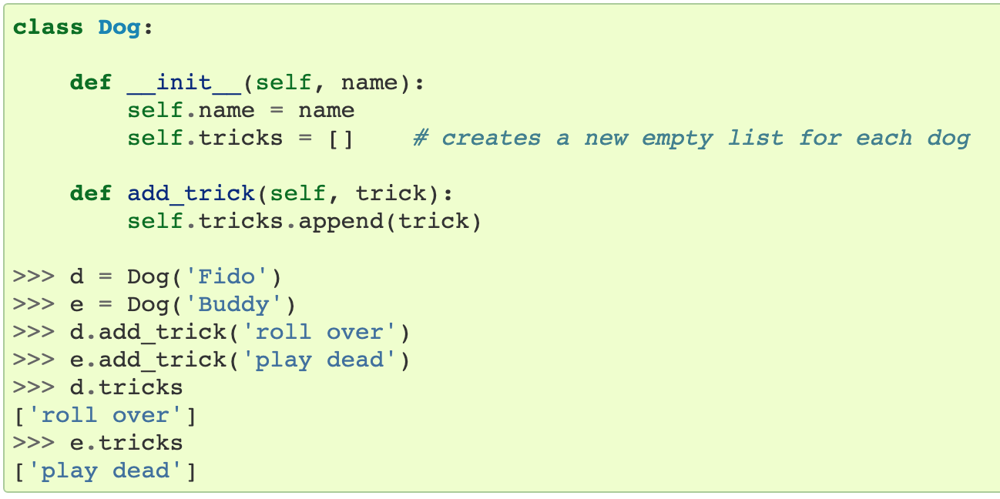 class Dog:

    def __init__(self, name):
        self.name = name
        self.tricks = []    # creates a new empty list for each dog

    def add_trick(self, trick):
        self.tricks.append(trick)

>>> d = Dog('Fido')
>>> e = Dog('Buddy')
>>> d.add_trick('roll over')
>>> e.add_trick('play dead')
>>> d.tricks
['roll over']
>>> e.tricks
['play dead']